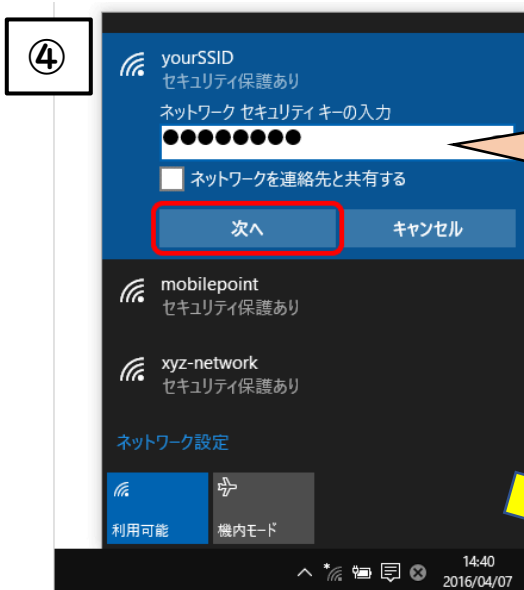 ④
yourSSID
セキュリティ保護あり
ネットワーク セキュリティ キーの入力
●●●●●●●●
ネットワークを連絡先と共有する
次へ キャンセル
mobilepoint
セキュリティ保護あり
xyz-network
セキュリティ保護あり
ネットワーク設定
利用可能 機内モード
14:40
2016/04/07